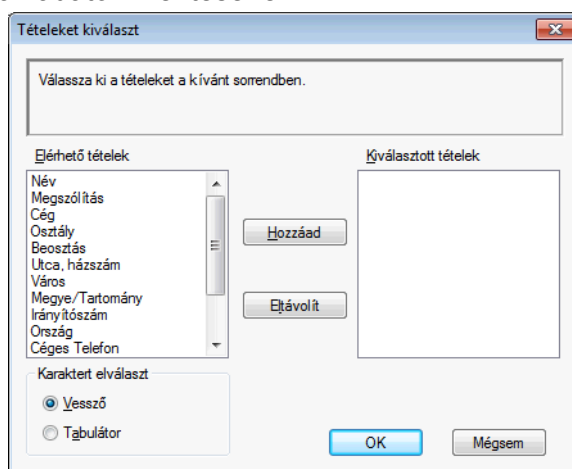 Tételeket kiválaszt
Válassza ki a tételeket a kívánt sorrendben.
Elérhető tételek
Kiválasztott tételek
Név
Megszólítás
Cég
Osztály
Beosztás
Utca, házszám
Város
Megye/Tartomány
Irányítószám
Ország
Céges Telefon
Hozzáad
Eltávolít
Karaktert elválaszt
Vessző
Tabulátor
OK
Mégsem